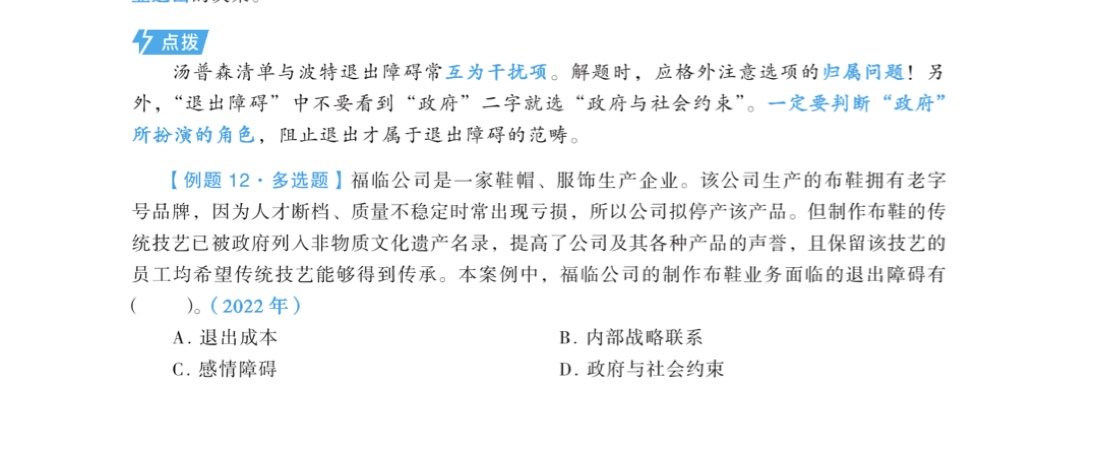 点拨
汤普森清单与波特退出障碍常互为干扰项。解题时，应格外注意选项的归属问题！另
外，“退出障碍”中不要看到“政府”二字就选“政府与社会约束”。一定要判断“政府”
所扮演的角色，阻止退出才属于退出障碍的范畴。
【例题 12·多选题】福临公司是一家鞋帽、服饰生产企业。该公司生产的布鞋拥有老字
号品牌，因为人才断档、质量不稳定时常出现亏损，所以公司拟停产该产品。但制作布鞋的传
统技艺已被政府列入非物质文化遗产名录，提高了公司及其各种产品的声誉，且保留该技艺的
员工均希望传统技艺能够得到传承。本案例中，福临公司的制作布鞋业务面临的退出障碍有
(　　)。（2022 年）
A. 退出成本
B. 内部战略联系
C. 感情障碍
D. 政府与社会约束